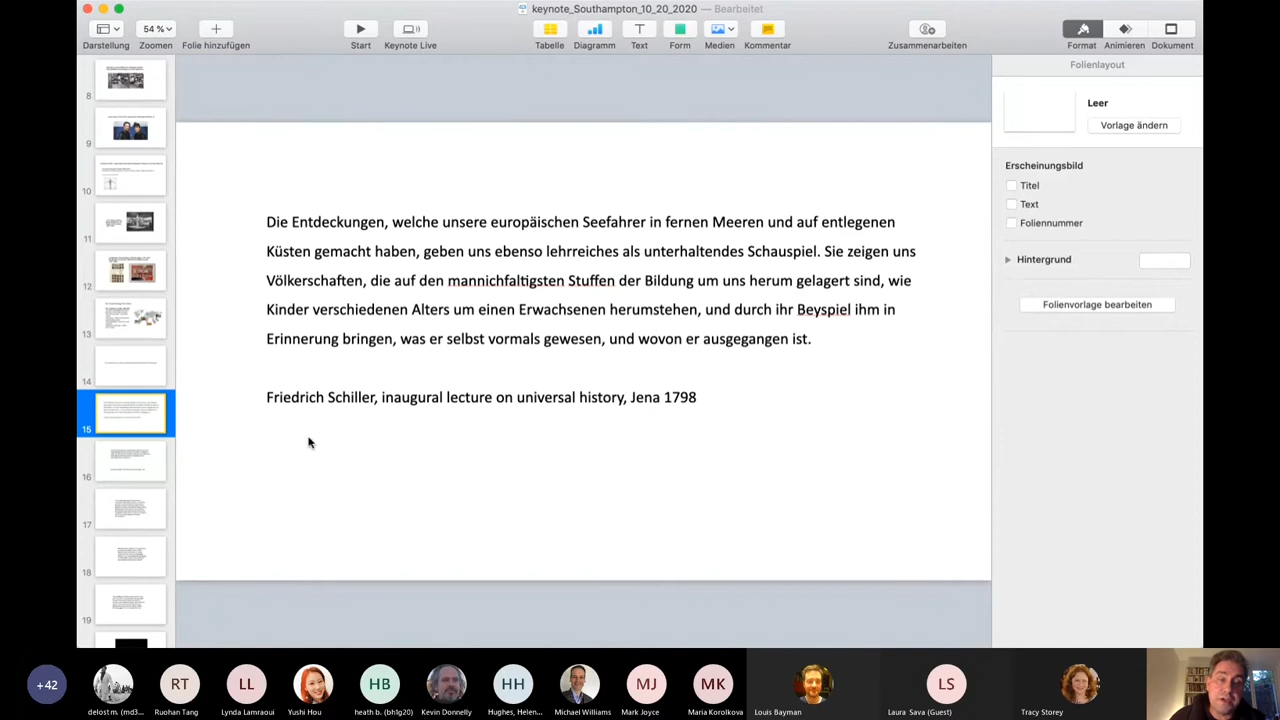 keynote_Southampton_10_20_2020 — Bearbeitet
54 %
Darstellung Zoomen Folie hinzufügen Start Keynote Live Tabelle Diagramm Text Form Medien Kommentar Zusammenarbeiten Format Animieren Dokument
Folienlayout
Leer
Vorlage ändern
Erscheinungsbild
Titel
Text
Foliennummer
Hintergrund
Folienvorlage bearbeiten
8
9
10
11
12
13
14
15
16
17
18
19
Die Entdeckungen, welche unsere europäischen Seefahrer in fernen Meeren und auf entlegenen
Küsten gemacht haben, geben uns ebenso lehrreiches als unterhaltendes Schauspiel. Sie zeigen uns
Völkerschaften, die auf den mannichfaltigsten Stuffen der Bildung um uns herum gelagert sind, wie
Kinder verschiedenen Alters um einen Erwachsenen herumstehen, und durch ihr Beyspiel ihm in
Erinnerung bringen, was er selbst vormals gewesen, und wovon er ausgegangen ist.
Friedrich Schiller, inaugural lecture on universal history, Jena 1798
+42 RT LL HB HH MJ MK LS
delost m. (md3... Ruohan Tang Lynda Lamraoui Yushi Hou heath b. (bh1g20) Kevin Donnelly Hughes, Helen... Michael Williams Mark Joyce Maria Korolkova Louis Bayman Laura Sava (Guest) Tracy Storey